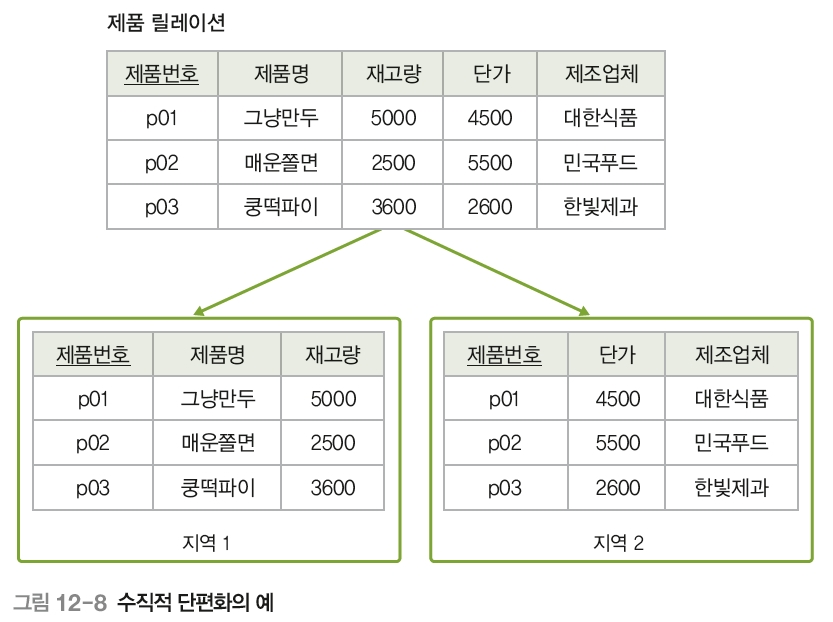 제품 릴레이션
제품번호 제품명 재고량 단가 제조업체
p01 그냥만두 5000 4500 대한식품
p02 매운쫄면 2500 5500 민국푸드
p03 쿵떡파이 3600 2600 한빛제과
제품번호 제품명 재고량
p01 그냥만두 5000
p02 매운쫄면 2500
p03 쿵떡파이 3600
지역 1
제품번호 단가 제조업체
p01 4500 대한식품
p02 5500 민국푸드
p03 2600 한빛제과
지역 2
그림 12-8 수직적 단편화의 예